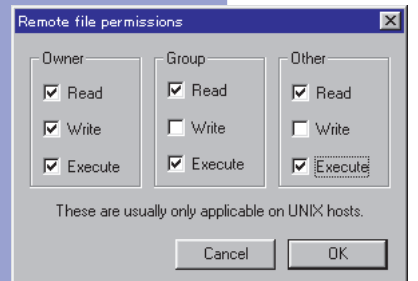 Remote file permissions
Owner Group Other
Read Read Read
Write Write Write
Execute Execute Execute
These are usually only applicable on UNIX hosts.
Cancel OK